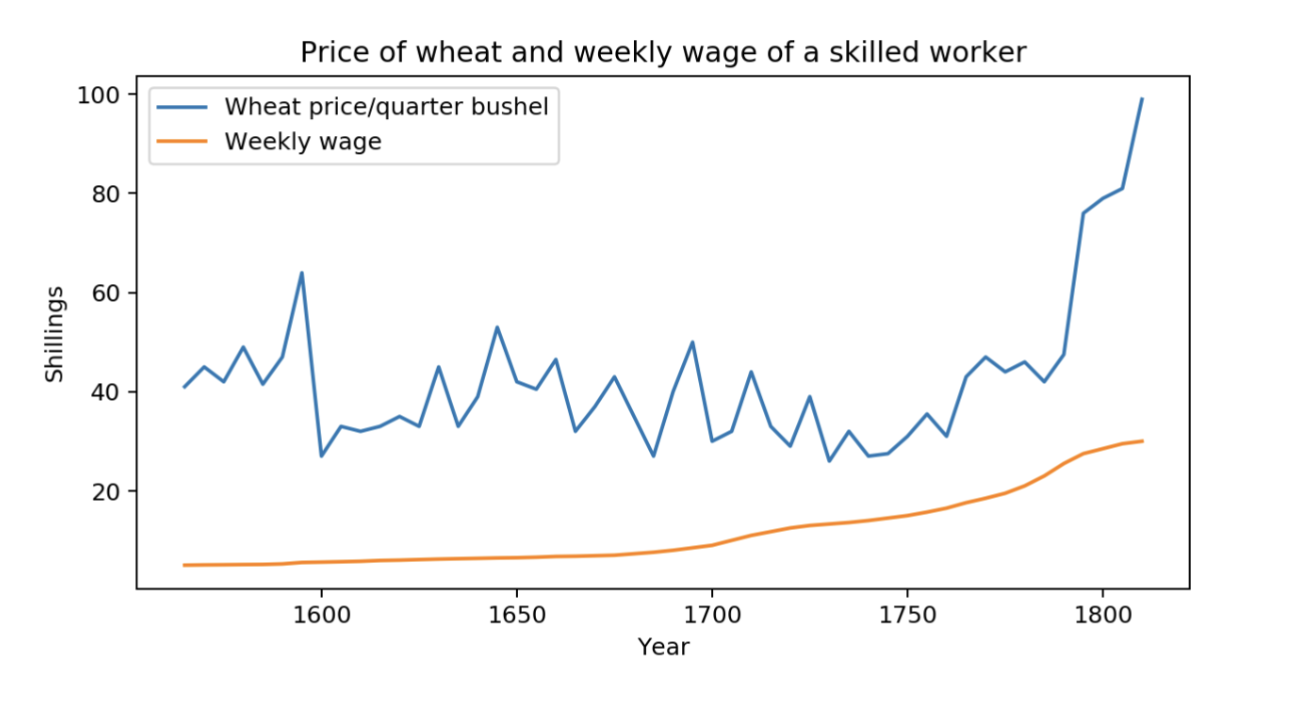 Price of wheat and weekly wage of a skilled worker
100
80
60
40
20
Shillings
Wheat price/quarter bushel
Weekly wage
1600 1650 1700 1750 1800
Year